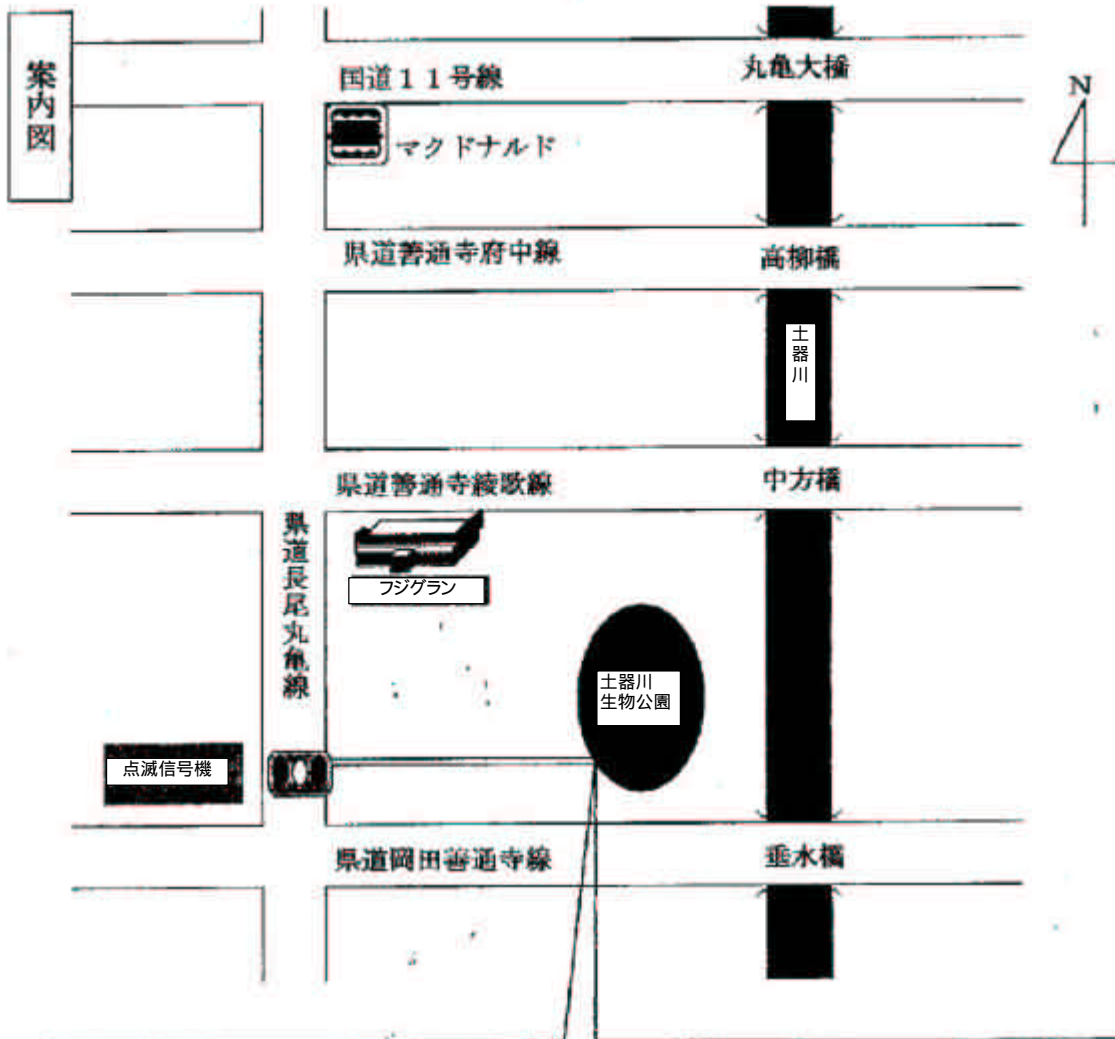 案内図
国道11号線
丸亀大橋
N
マクドナルド
県道善通寺府中線
高柳橋
土器川
県道善通寺綾歌線
中方橋
県道長尾丸亀線
フジグラン
土器川
生物公園
点滅信号機
県道岡田善通寺線
垂水橋